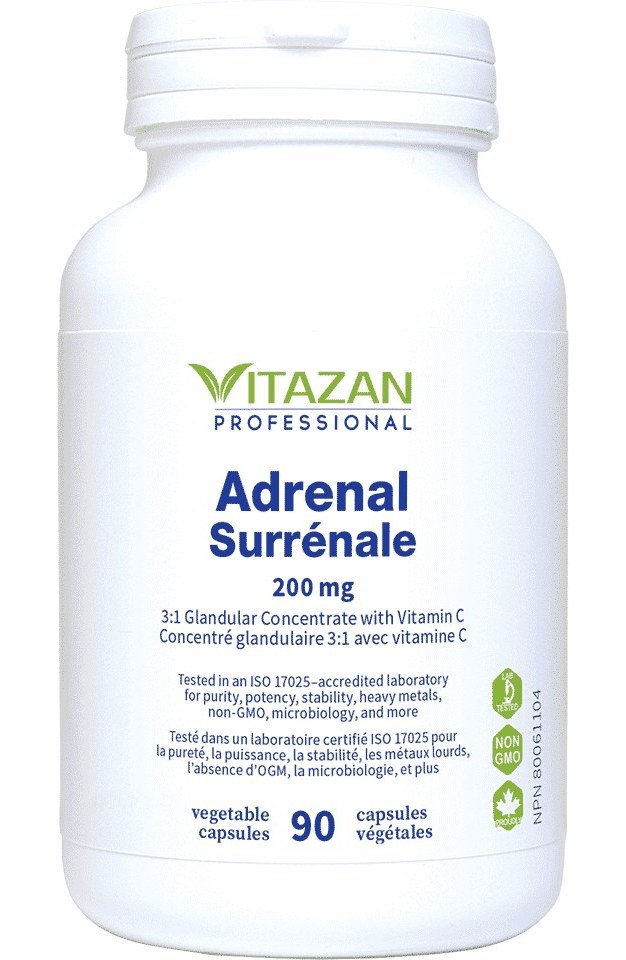 VITAZAN
PROFESSIONAL
Adrenal
Surrénale
200 mg
3:1 Glandular Concentrate with Vitamin C
Concentré glandulaire 3:1 avec vitamine C
Tested in an ISO 17025–accredited laboratory
for purity, potency, stability, heavy metals,
non-GMO, microbiology, and more
Testé dans un laboratoire certifié ISO 17025 pour
la pureté, la puissance, la stabilité, les métaux lourds,
l'absence d'OGM, la microbiologie, et plus
vegetable
capsules
90
capsules
végétales
LAB
TESTED
NON
GMO
PROUDLY
NPN 80061104